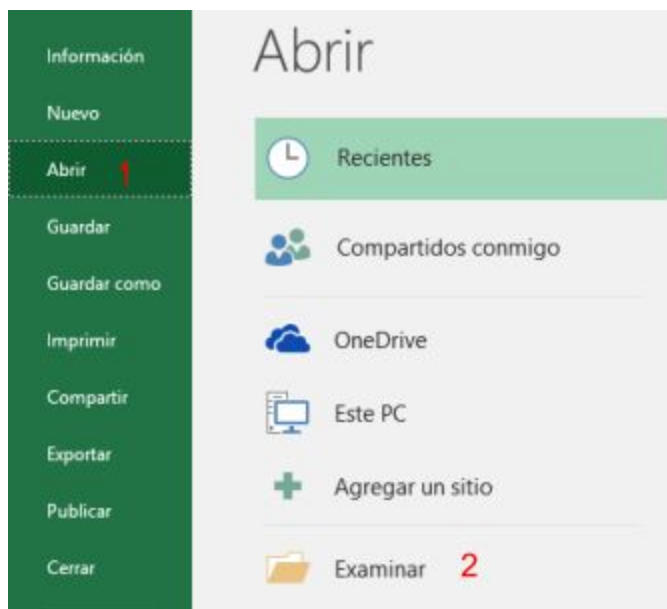 Información
Nuevo
Abrir 1
Guardar
Guardar como
Imprimir
Compartir
Exportar
Publicar
Cerrar
Abrir
Recientes
Compartidos conmigo
OneDrive
Este PC
Agregar un sitio
Examinar 2